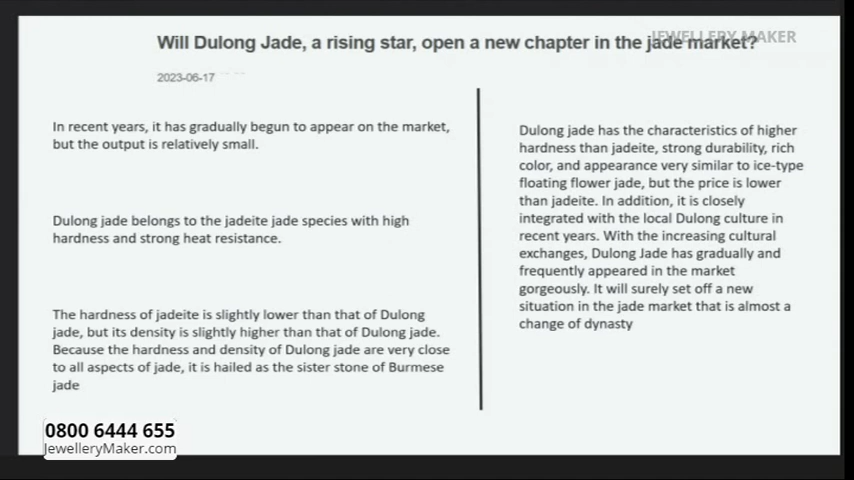 JEWELLERY MAKER
Will Dulong Jade, a rising star, open a new chapter in the jade market?
2023-06-17
In recent years, it has gradually begun to appear on the market,
but the output is relatively small.
Dulong jade belongs to the jadeite jade species with high
hardness and strong heat resistance.
The hardness of jadeite is slightly lower than that of Dulong
jade, but its density is slightly higher than that of Dulong jade.
Because the hardness and density of Dulong jade are very close
to all aspects of jade, it is hailed as the sister stone of Burmese
jade
Dulong jade has the characteristics of higher
hardness than jadeite, strong durability, rich
color, and appearance very similar to ice-type
floating flower jade, but the price is lower
than jadeite. In addition, it is closely
integrated with the local Dulong culture in
recent years. With the increasing cultural
exchanges, Dulong Jade has gradually and
frequently appeared in the market
gorgeously. It will surely set off a new
situation in the jade market that is almost a
change of dynasty
0800 6444 655
JewelleryMaker.com